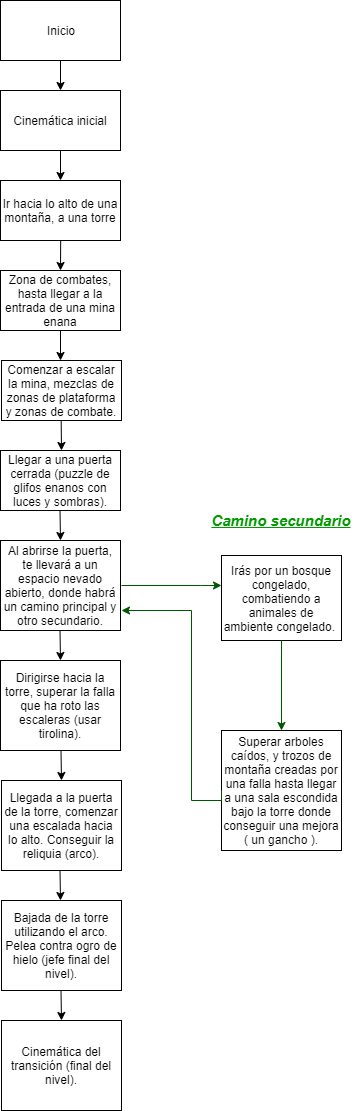 Inicio
Cinemática inicial
Ir hacia lo alto de una
montaña, a una torre
Zona de combates,
hasta llegar a la
entrada de una mina
enana
Comenzar a escalar
la mina, mezclas de
zonas de plataforma
y zonas de combate.
Llegar a una puerta
cerrada (puzzle de
glifos enanos con
luces y sombras).
Al abrirse la puerta,
te llevará a un
espacio nevado
abierto, donde habrá
un camino principal y
otro secundario.
Camino secundario
Irás por un bosque
congelado,
combatiendo a
animales de
ambiente congelado.
Superar arboles
caídos, y trozos de
montaña creadas por
una falla hasta llegar
a una sala escondida
bajo la torre donde
conseguir una mejora
( un gancho ).
Dirigirse hacia la
torre, superar la falla
que ha roto las
escaleras (usar
tirolina).
Llegada a la puerta
de la torre, comenzar
una escalada hacia
lo alto. Conseguir la
reliquia (arco).
Bajada de la torre
utilizando el arco.
Pelea contra ogro de
hielo (jefe final del
nivel).
Cinemática del
transición (final del
nivel).